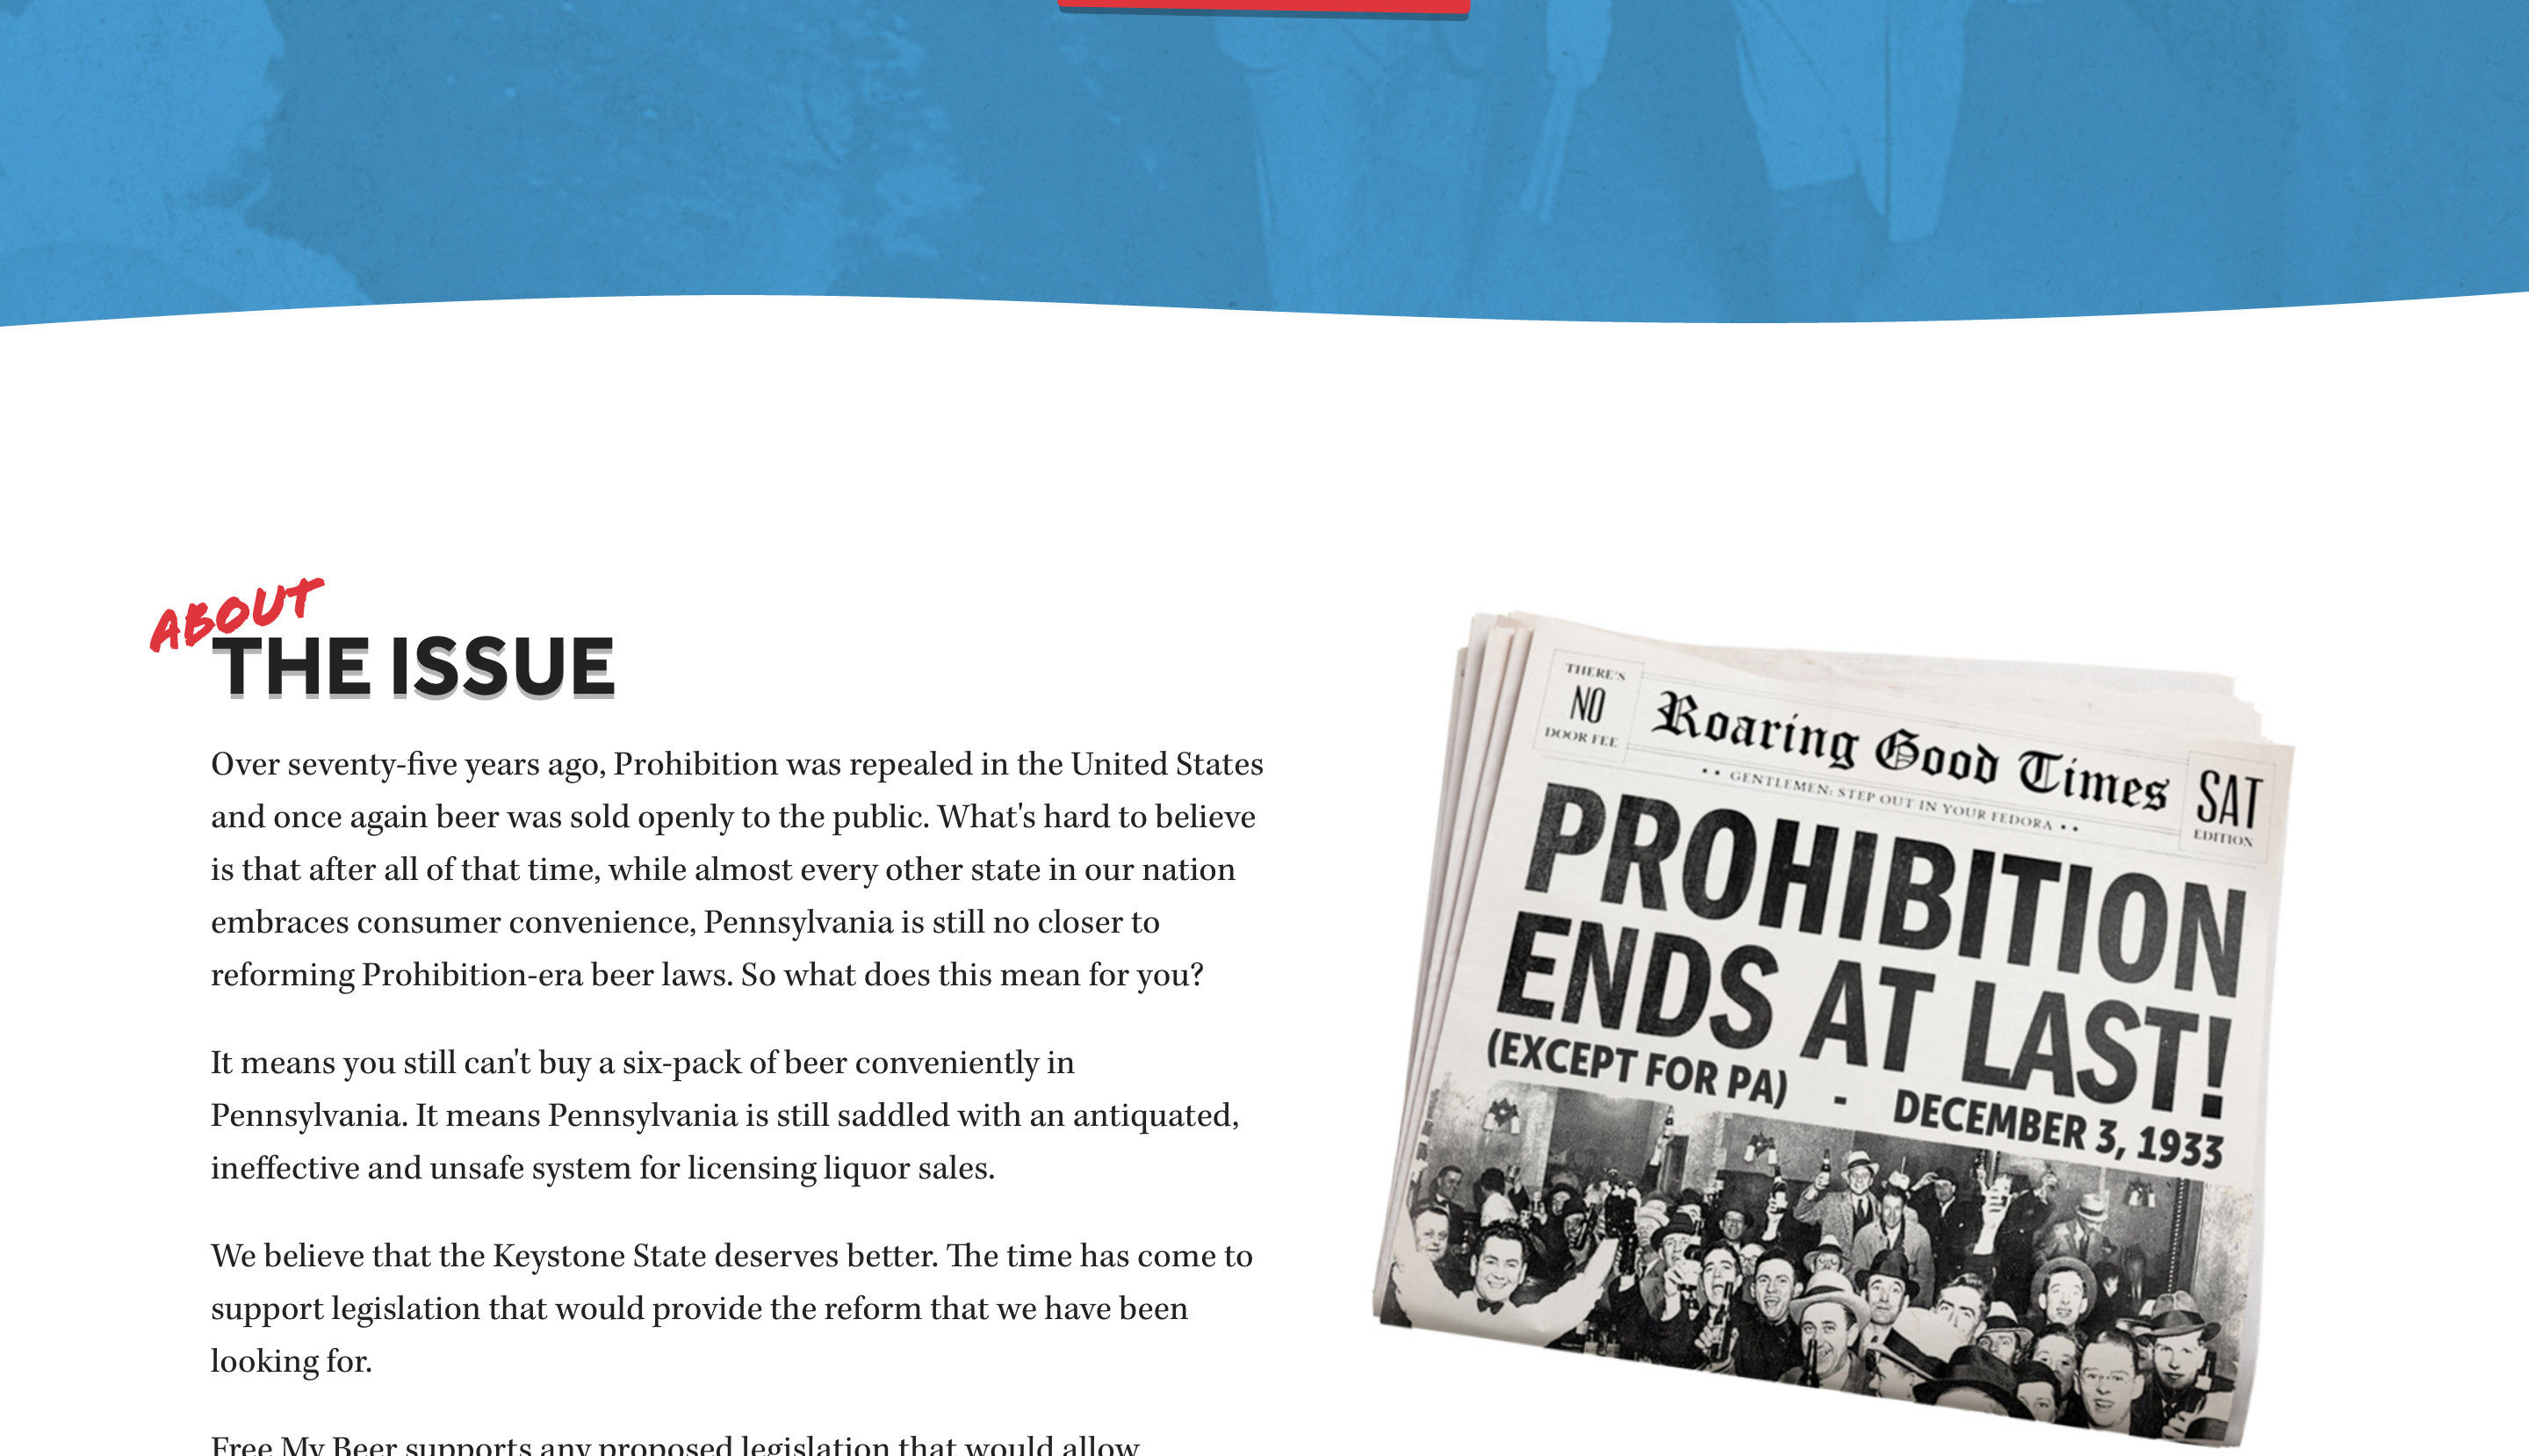 ABOUT
THE ISSUE
Over seventy-five years ago, Prohibition was repealed in the United States
and once again beer was sold openly to the public. What's hard to believe
is that after all of that time, while almost every other state in our nation
embraces consumer convenience, Pennsylvania is still no closer to
reforming Prohibition-era beer laws. So what does this mean for you?
It means you still can't buy a six-pack of beer conveniently in
Pennsylvania. It means Pennsylvania is still saddled with an antiquated,
ineffective and unsafe system for licensing liquor sales.
We believe that the Keystone State deserves better. The time has come to
support legislation that would provide the reform that we have been
looking for.
Free My Beer supports any proposed legislation that would allow
THERE'S
NO
DOOR FEE
Roaring Good Times
•• GENTLEMEN: STEP OUT IN YOUR FEDORA ••
SAT
EDITION
PROHIBITION
ENDS AT LAST!
(EXCEPT FOR PA) - DECEMBER 3, 1933